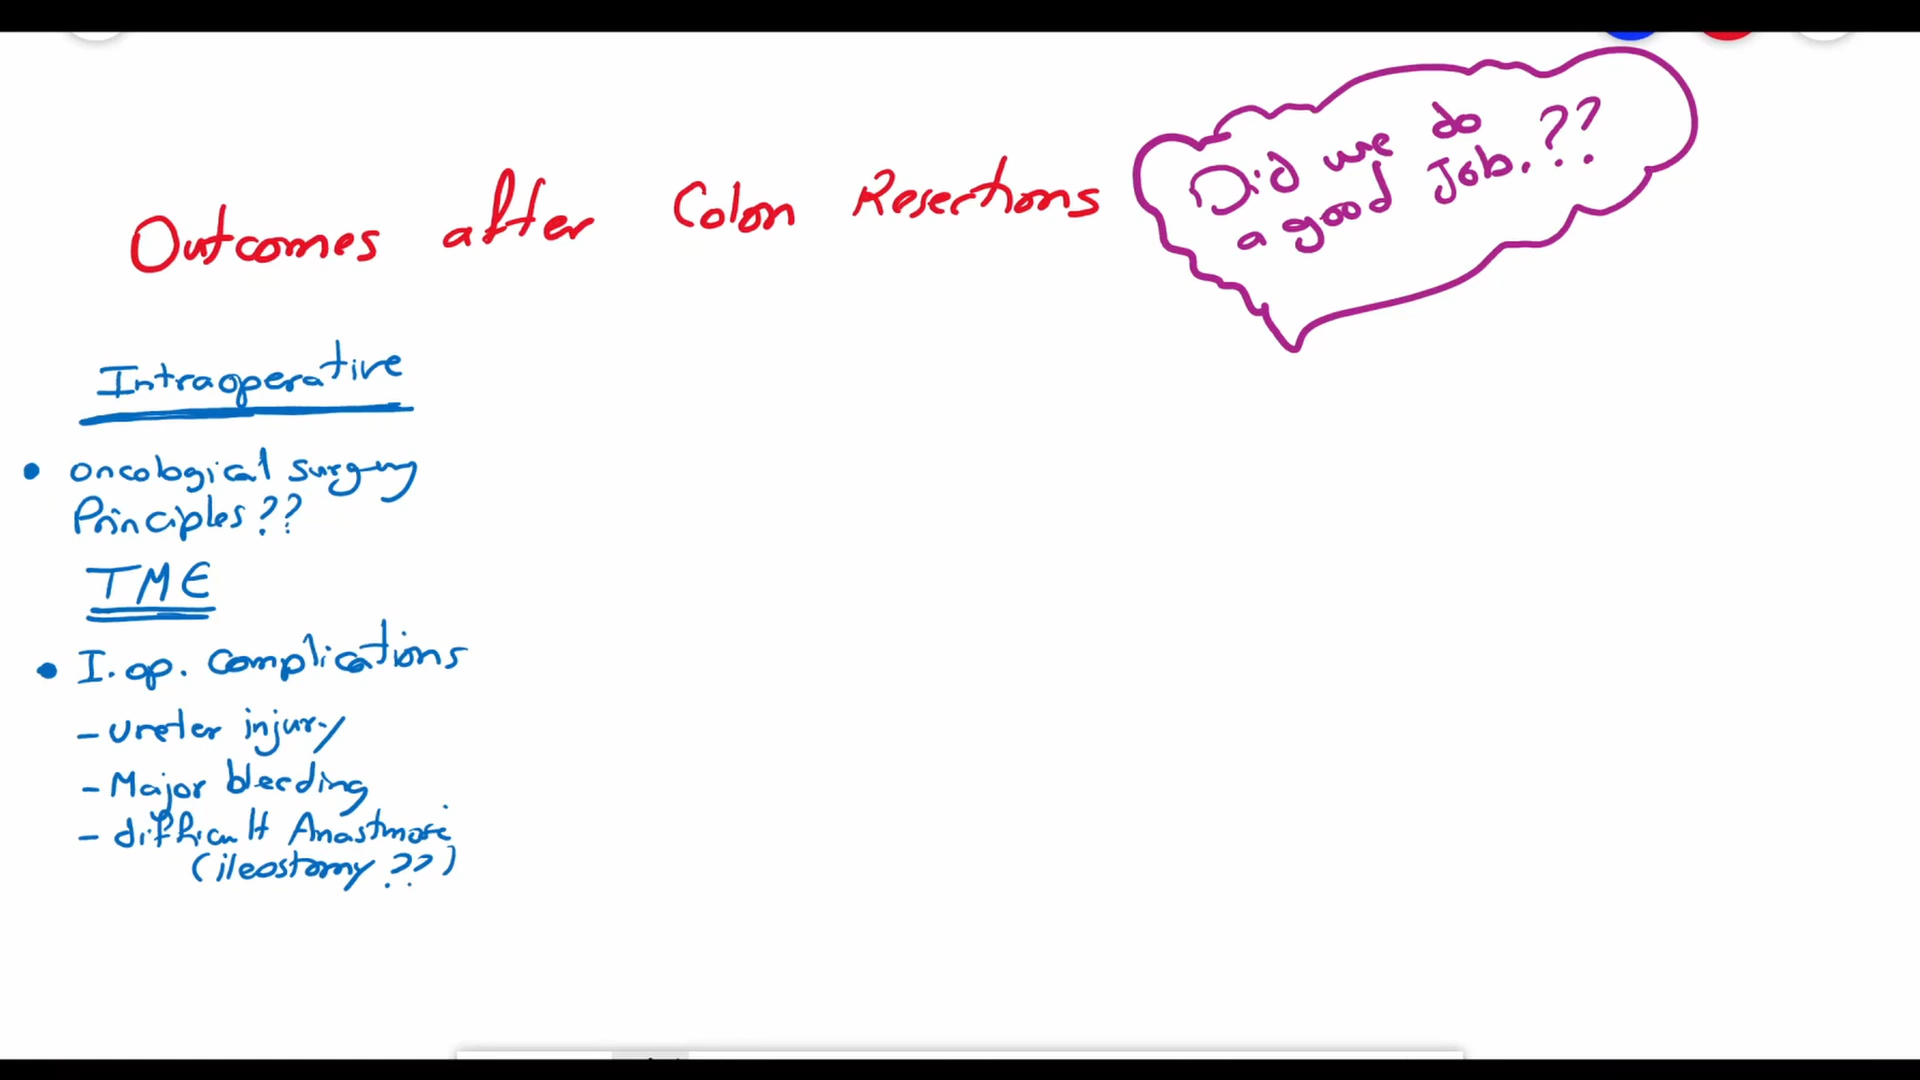 Outcomes after Colon Resections
Did we do
a good Job.??
Intraoperative
• oncological surgery
Principles??
TME
• I.op. Complications
- ureter injury
- Major bleeding
- difficult
(ileostomy ??)